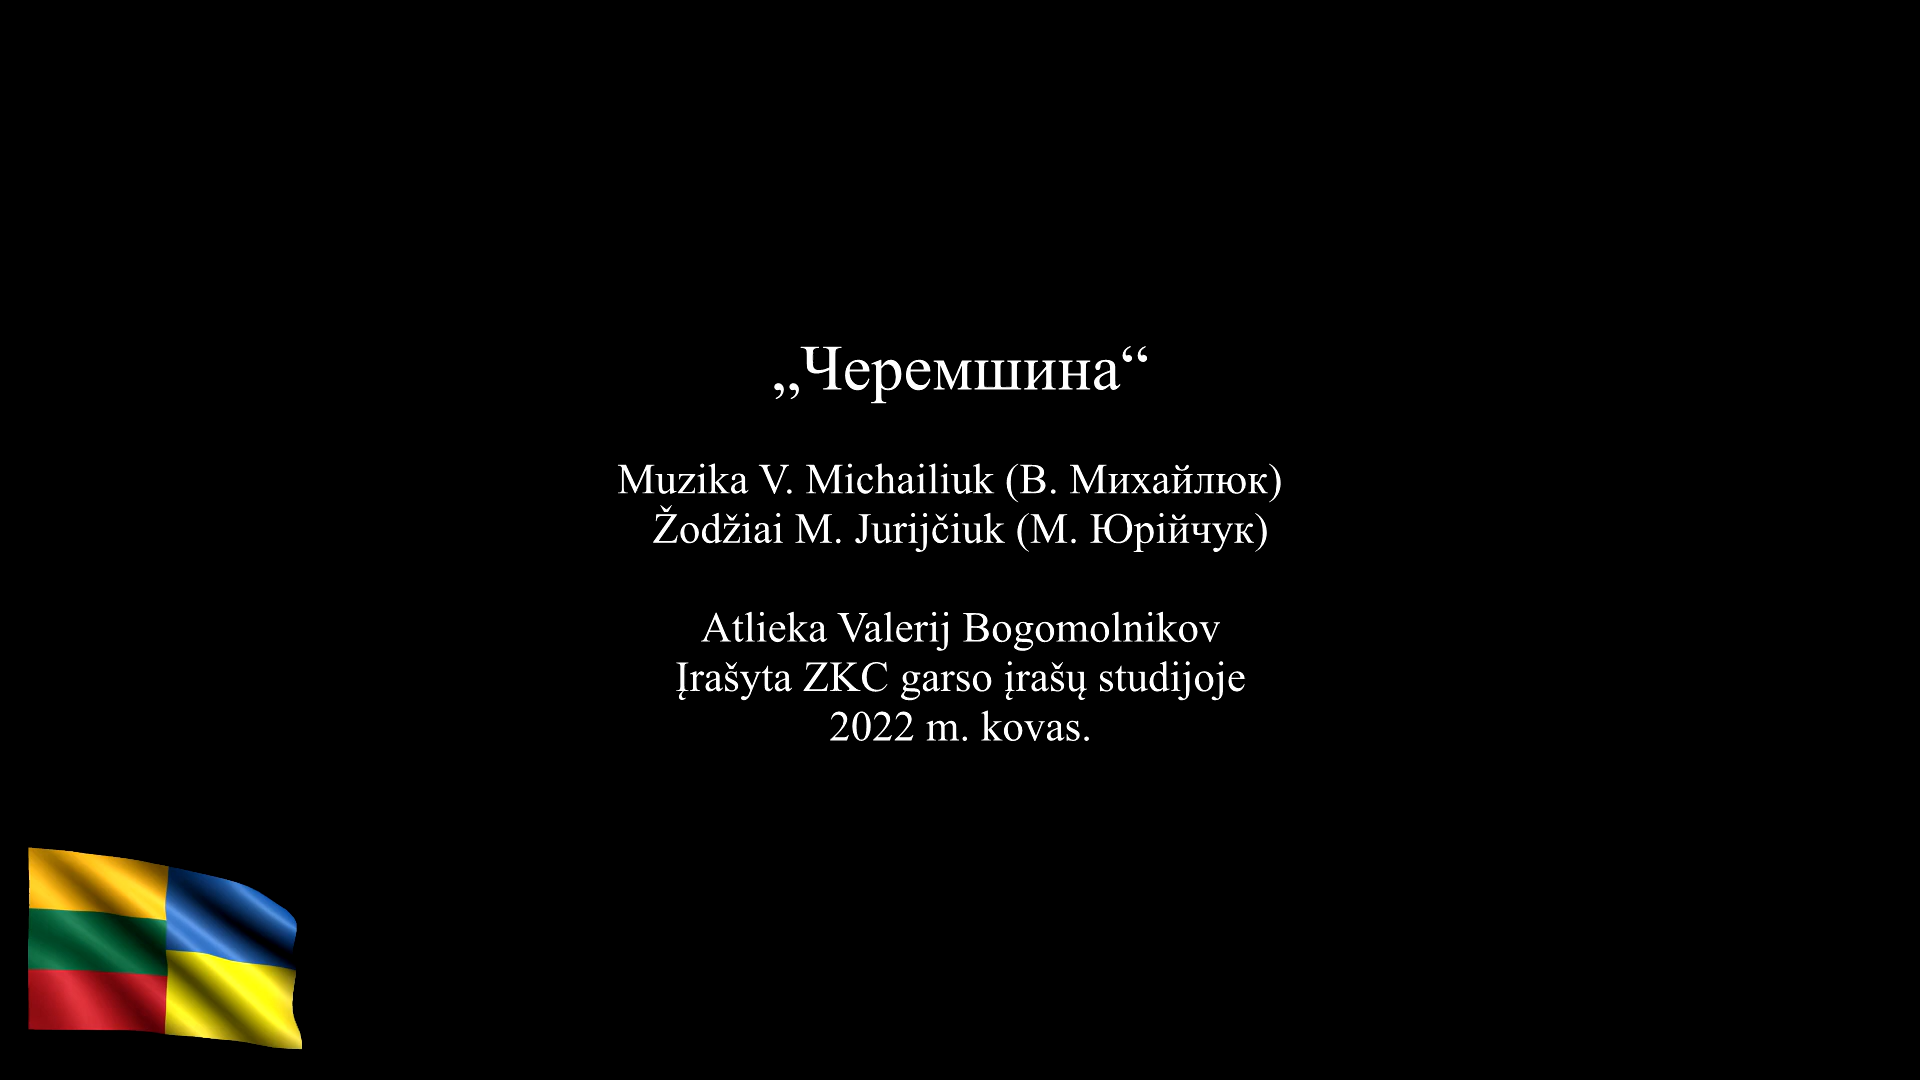 „Черемшина“
Muzika V. Michailiuk (В. Михайлюк)
Žodžiai M. Jurijčiuk (М. Юрійчук)
Atlieka Valerij Bogomolnikov
Įrašyta ZKC garso įrašų studijoje
2022 m. kovas.